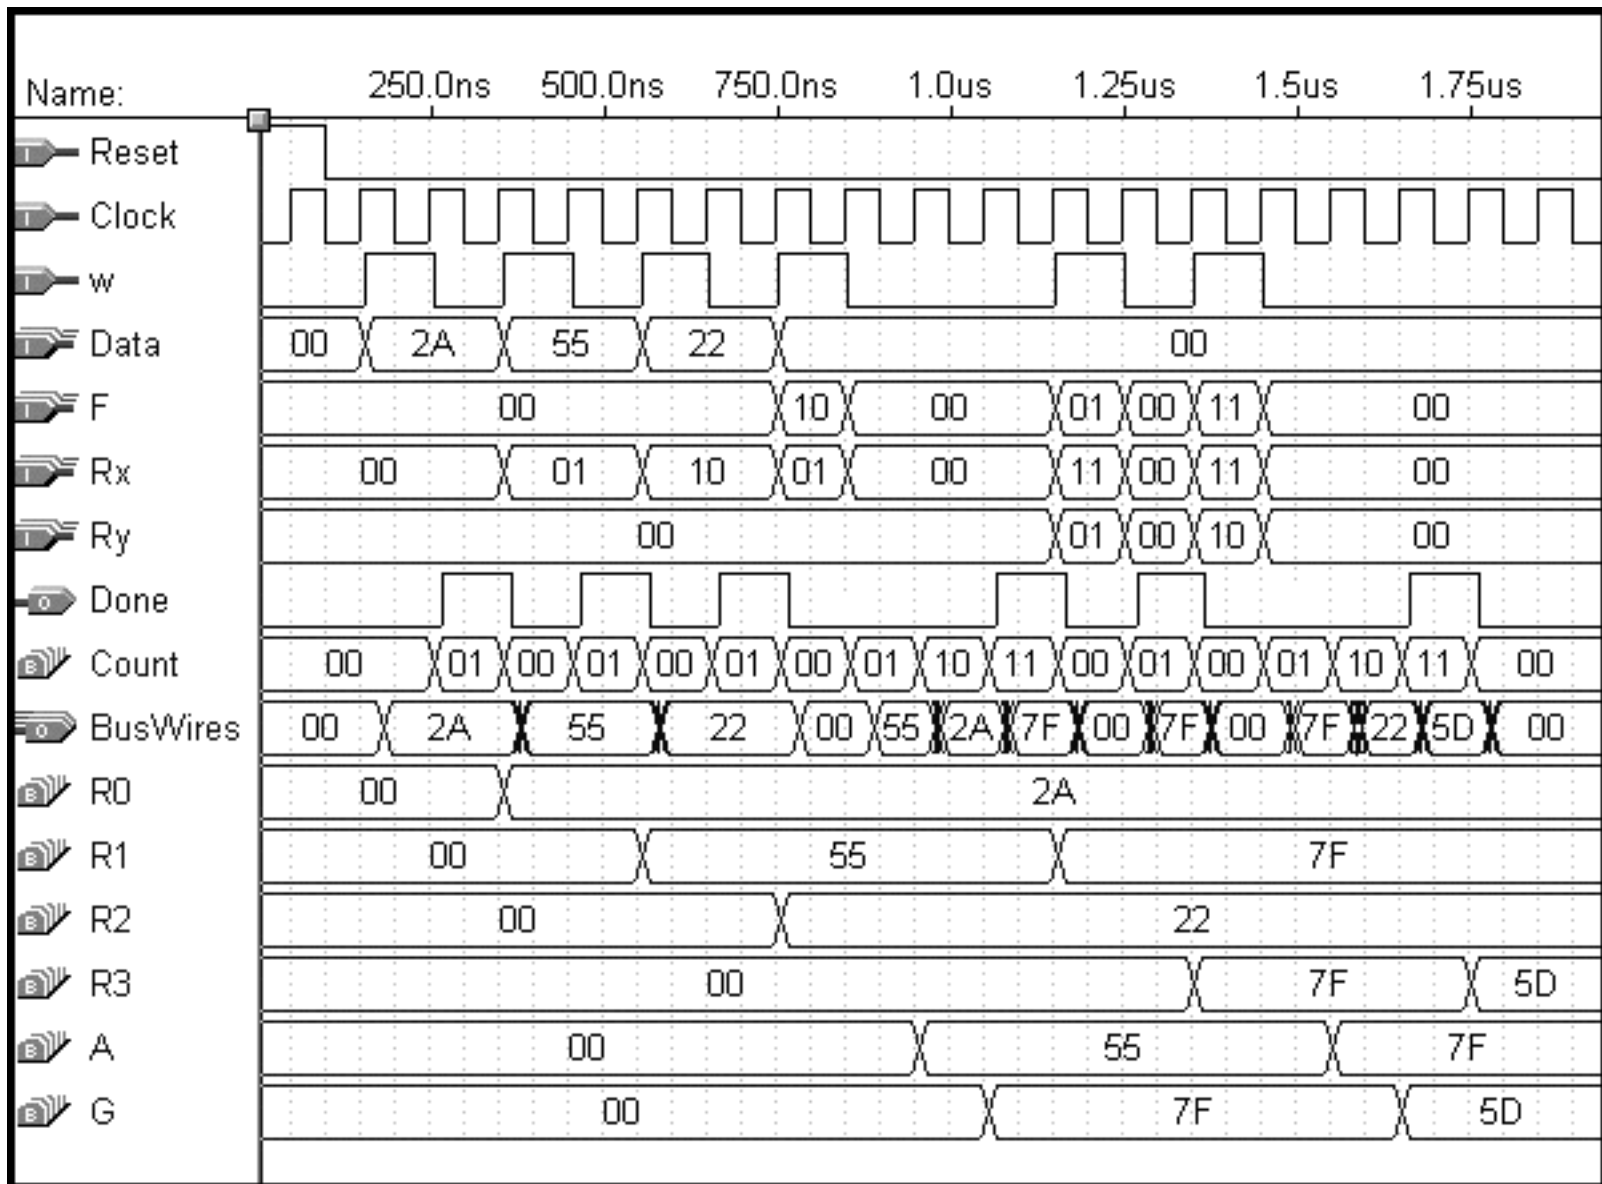 Name: 250.0ns 500.0ns 750.0ns 1.0us 1.25us 1.5us 1.75us
I Reset
I Clock
I w
I Data 00 2A 55 22 00
I F 00 10 00 01 00 11 00
I Rx 00 01 10 01 00 11 00 11 00
I Ry 00 01 00 10 00
O Done
B Count 00 01 00 01 00 01 00 01 10 11 00 01 00 01 10 11 00
O BusWires 00 2A 55 22 00 55 2A 7F 00 7F 00 7F 22 5D 00
B R0 00 2A
B R1 00 55 7F
B R2 00 22
B R3 00 7F 5D
B A 00 55 7F
B G 00 7F 5D